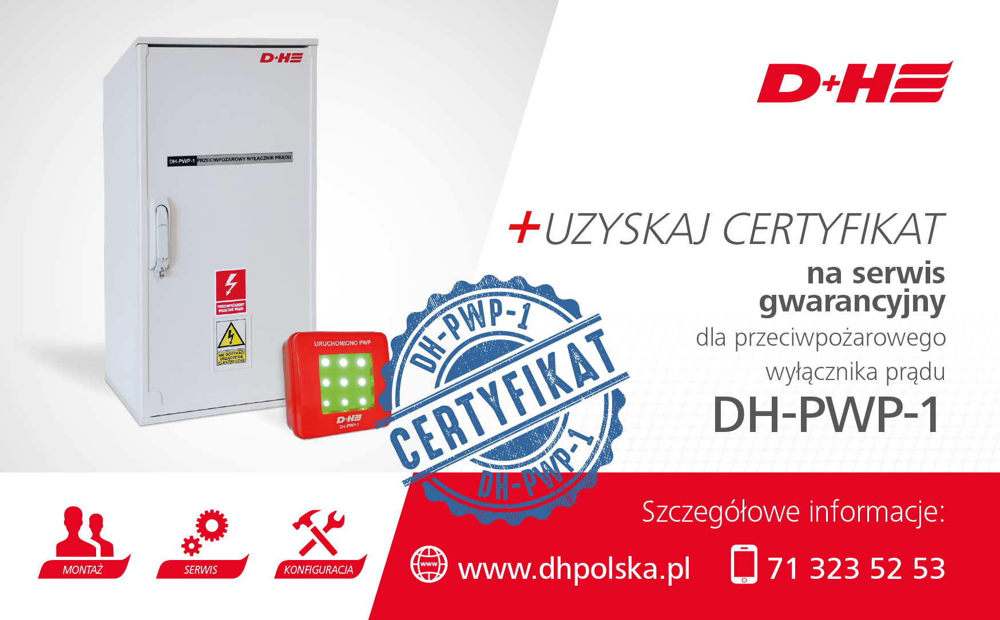 D+H
DH-PWP-1 PRZECIWPOŻAROWY WYŁĄCZNIK PRĄDU
PRZECIWPOŻAROWY
WYŁĄCZNIK PRĄDU
NIE DOTYKAĆ!
URZĄDZENIE
ELEKTRYCZNE
URUCHOMIONO PWP
D+H
DH-PWP-1
D+H
+UZYSKAJ CERTYFIKAT
na serwis
gwarancyjny
dla przeciwpożarowego
wyłącznika prądu
DH-PWP-1
DH-PWP-1
CERTYFIKAT
DH-PWP-1
MONTAŻ
SERWIS
KONFIGURACJA
Szczegółowe informacje:
www
www.dhpolska.pl
71 323 52 53